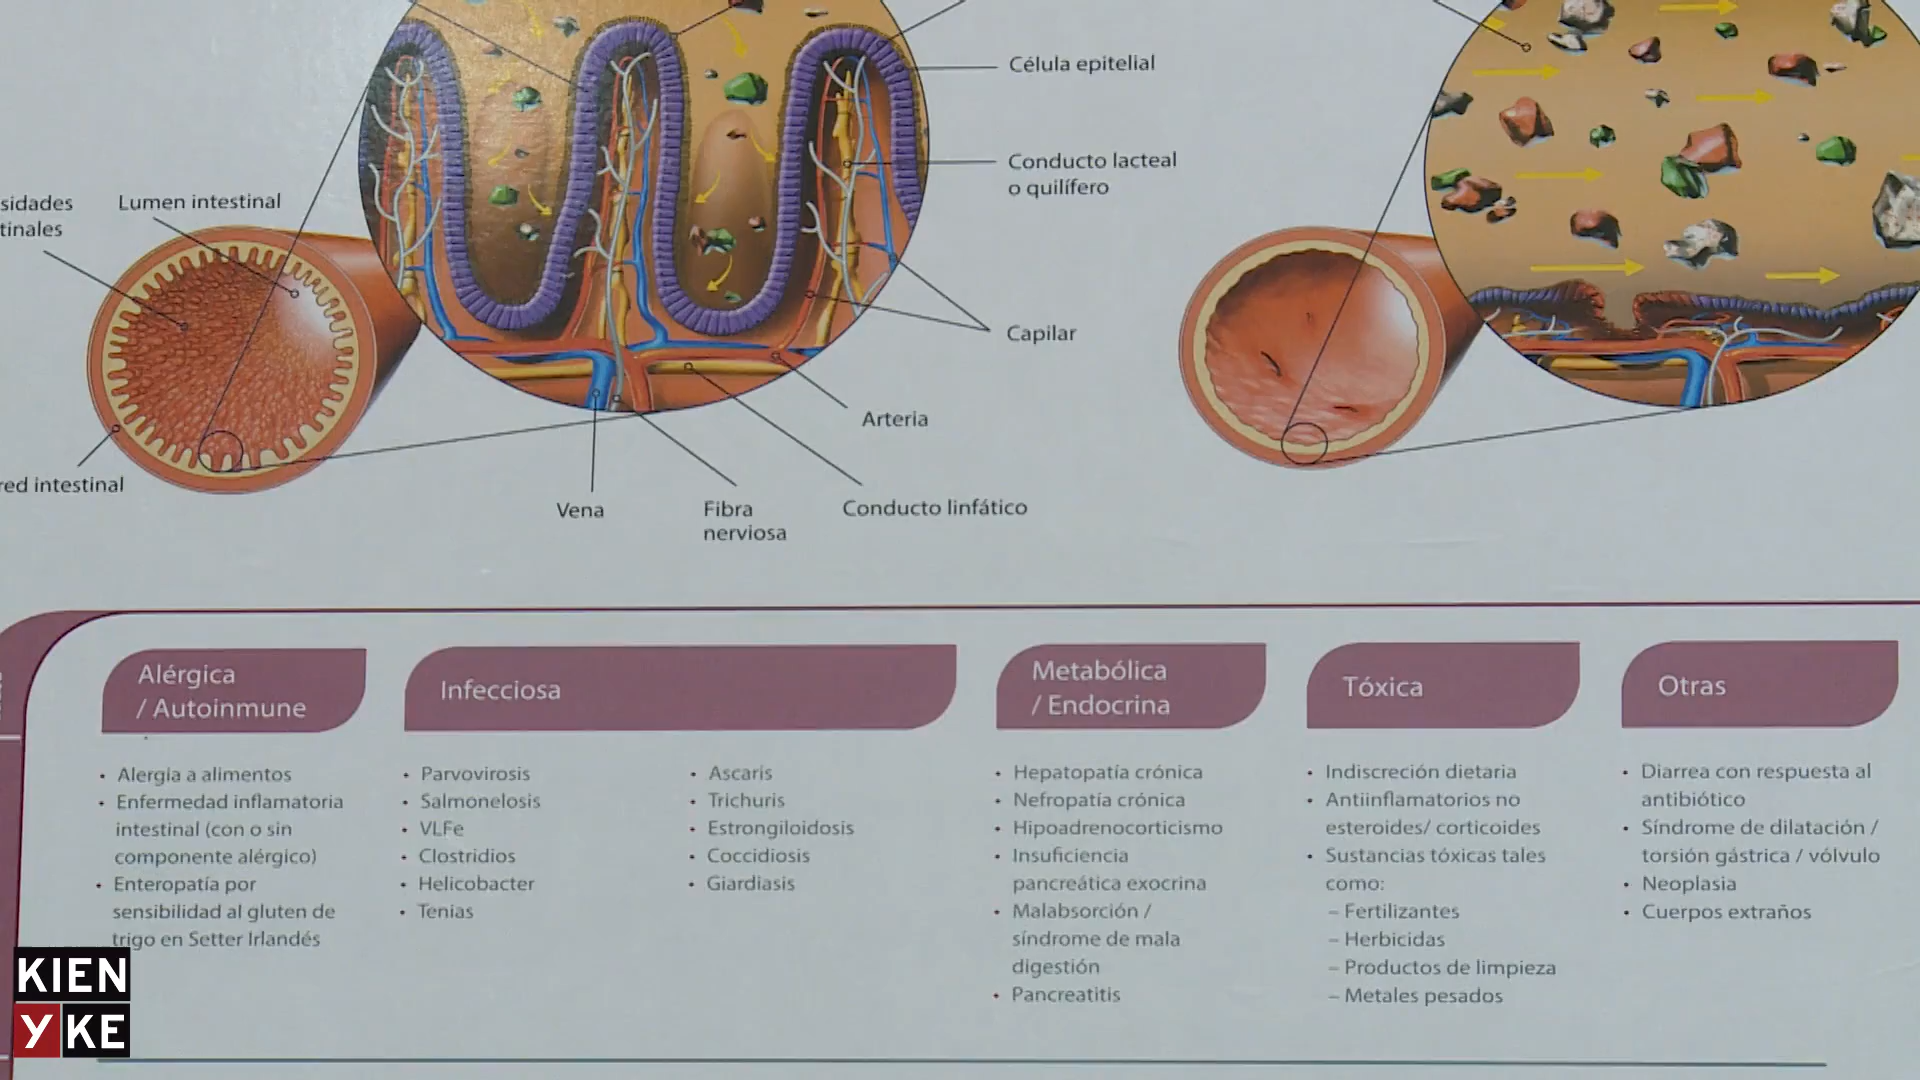 Célula epitelial
Conducto lacteal
o quilífero
Lumen intestinal
sidades
tinales
Capilar
Arteria
red intestinal
Vena
Fibra
nerviosa
Conducto linfático
Alérgica
/ Autoinmune
Infecciosa
Metabólica
/ Endocrina
Tóxica
Otras
• Alergia a alimentos
• Enfermedad inflamatoria
intestinal (con o sin
componente alérgico)
• Enteropatía por
sensibilidad al gluten de
trigo en Setter Irlandés
• Parvovirosis
• Salmonelosis
• VLFe
• Clostridios
• Helicobacter
• Tenias
• Ascaris
• Trichuris
• Estrongiloidosis
• Coccidiosis
• Giardiasis
• Hepatopatía crónica
• Nefropatía crónica
• Hipoadrenocorticismo
• Insuficiencia
pancreática exocrina
• Malabsorción /
síndrome de mala
digestión
• Pancreatitis
• Indiscreción dietaria
• Antiinflamatorios no
esteroides/ corticoides
• Sustancias tóxicas tales
como:
– Fertilizantes
– Herbicidas
– Productos de limpieza
– Metales pesados
• Diarrea con respuesta al
antibiótico
• Síndrome de dilatación /
torsión gástrica / vólvulo
• Neoplasia
• Cuerpos extraños
KIEN
YKE